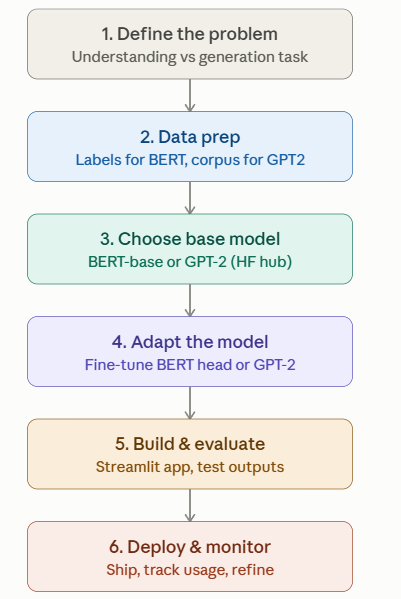 1. Define the problem
Understanding vs generation task
2. Data prep
Labels for BERT, corpus for GPT2
3. Choose base model
BERT-base or GPT-2 (HF hub)
4. Adapt the model
Fine-tune BERT head or GPT-2
5. Build & evaluate
Streamlit app, test outputs
6. Deploy & monitor
Ship, track usage, refine